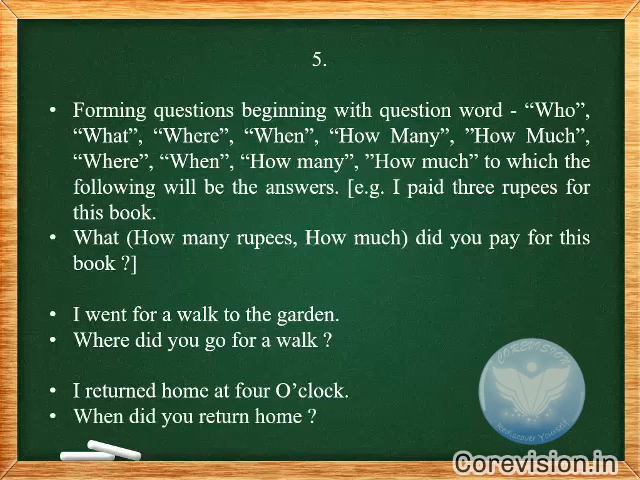 5.
• Forming questions beginning with question word - “Who”,
“What”, “Where”, “When”, “How Many”, ”How Much”,
“Where”, “When”, “How many”, ”How much” to which the
following will be the answers. [e.g. I paid three rupees for
this book.
• What (How many rupees, How much) did you pay for this
book ?]
• I went for a walk to the garden.
• Where did you go for a walk ?
• I returned home at four O’clock.
• When did you return home ?
COREVISION
Rediscover Yourself
Corevision.in